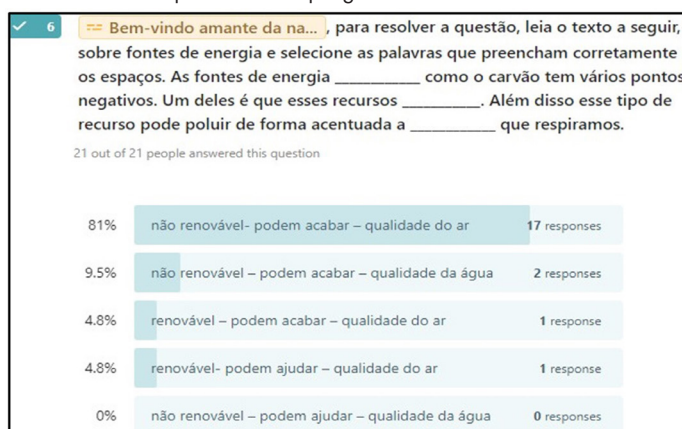 6 Bem-vindo amante da na... , para resolver a questão, leia o texto a seguir,
sobre fontes de energia e selecione as palavras que preencham corretamente
os espaços. As fontes de energia ____________ como o carvão tem vários pontos
negativos. Um deles é que esses recursos ___________. Além disso esse tipo de
recurso pode poluir de forma acentuada a ____________ que respiramos.
21 out of 21 people answered this question
81% não renovável- podem acabar – qualidade do ar 17 responses
9.5% não renovável – podem acabar – qualidade da água 2 responses
4.8% renovável – podem acabar – qualidade do ar 1 response
4.8% renovável- podem ajudar – qualidade do ar 1 response
0% não renovável – podem ajudar – qualidade da água 0 responses